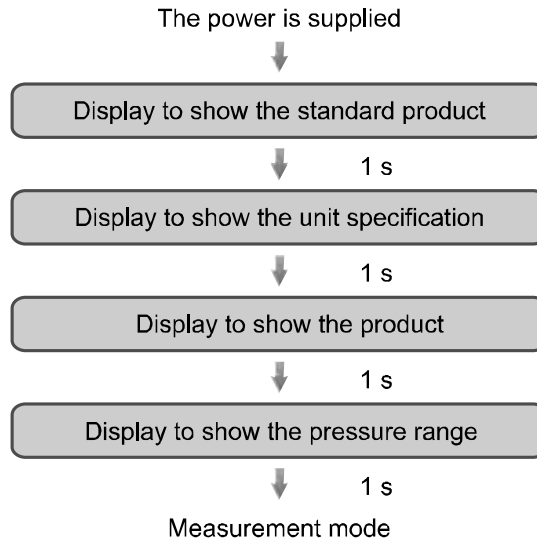 The power is supplied
Display to show the standard product
1 s
Display to show the unit specification
1 s
Display to show the product
1 s
Display to show the pressure range
1 s
Measurement mode